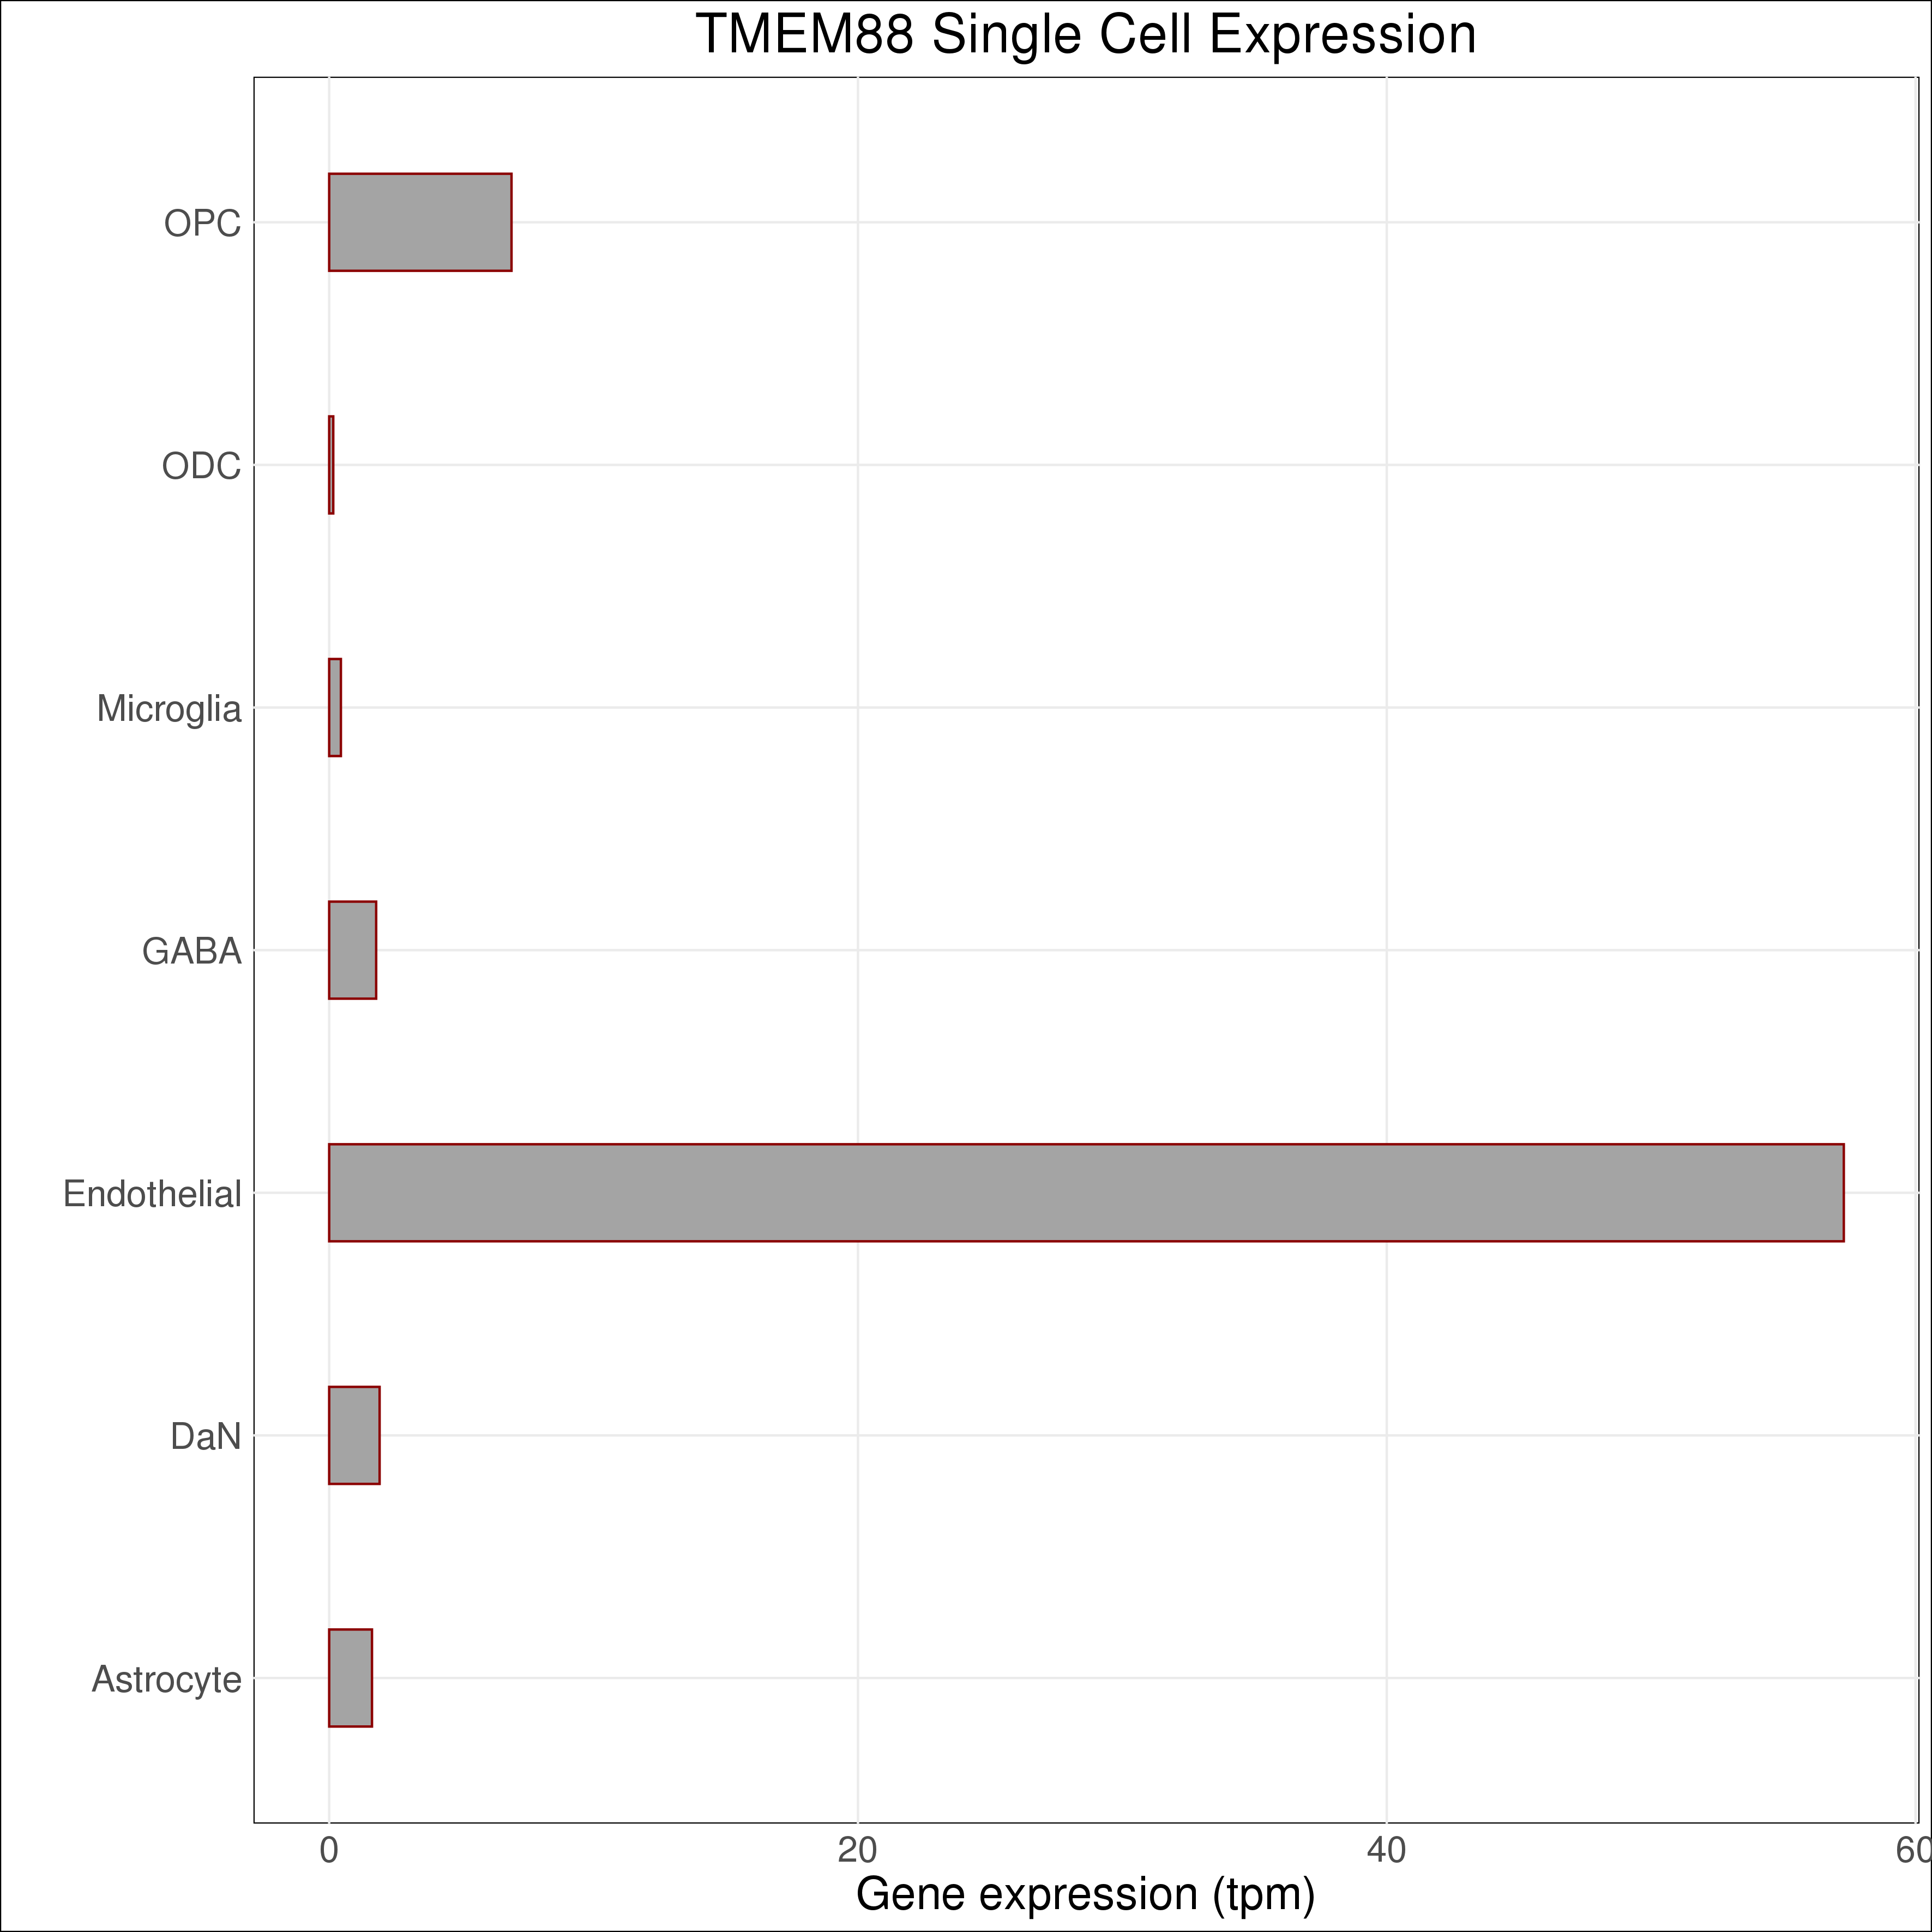 TMEM88 Single Cell Expression
OPC
ODC
Microglia
GABA
Endothelial
DaN
Astrocyte
0 20 40 60
Gene expression (tpm)